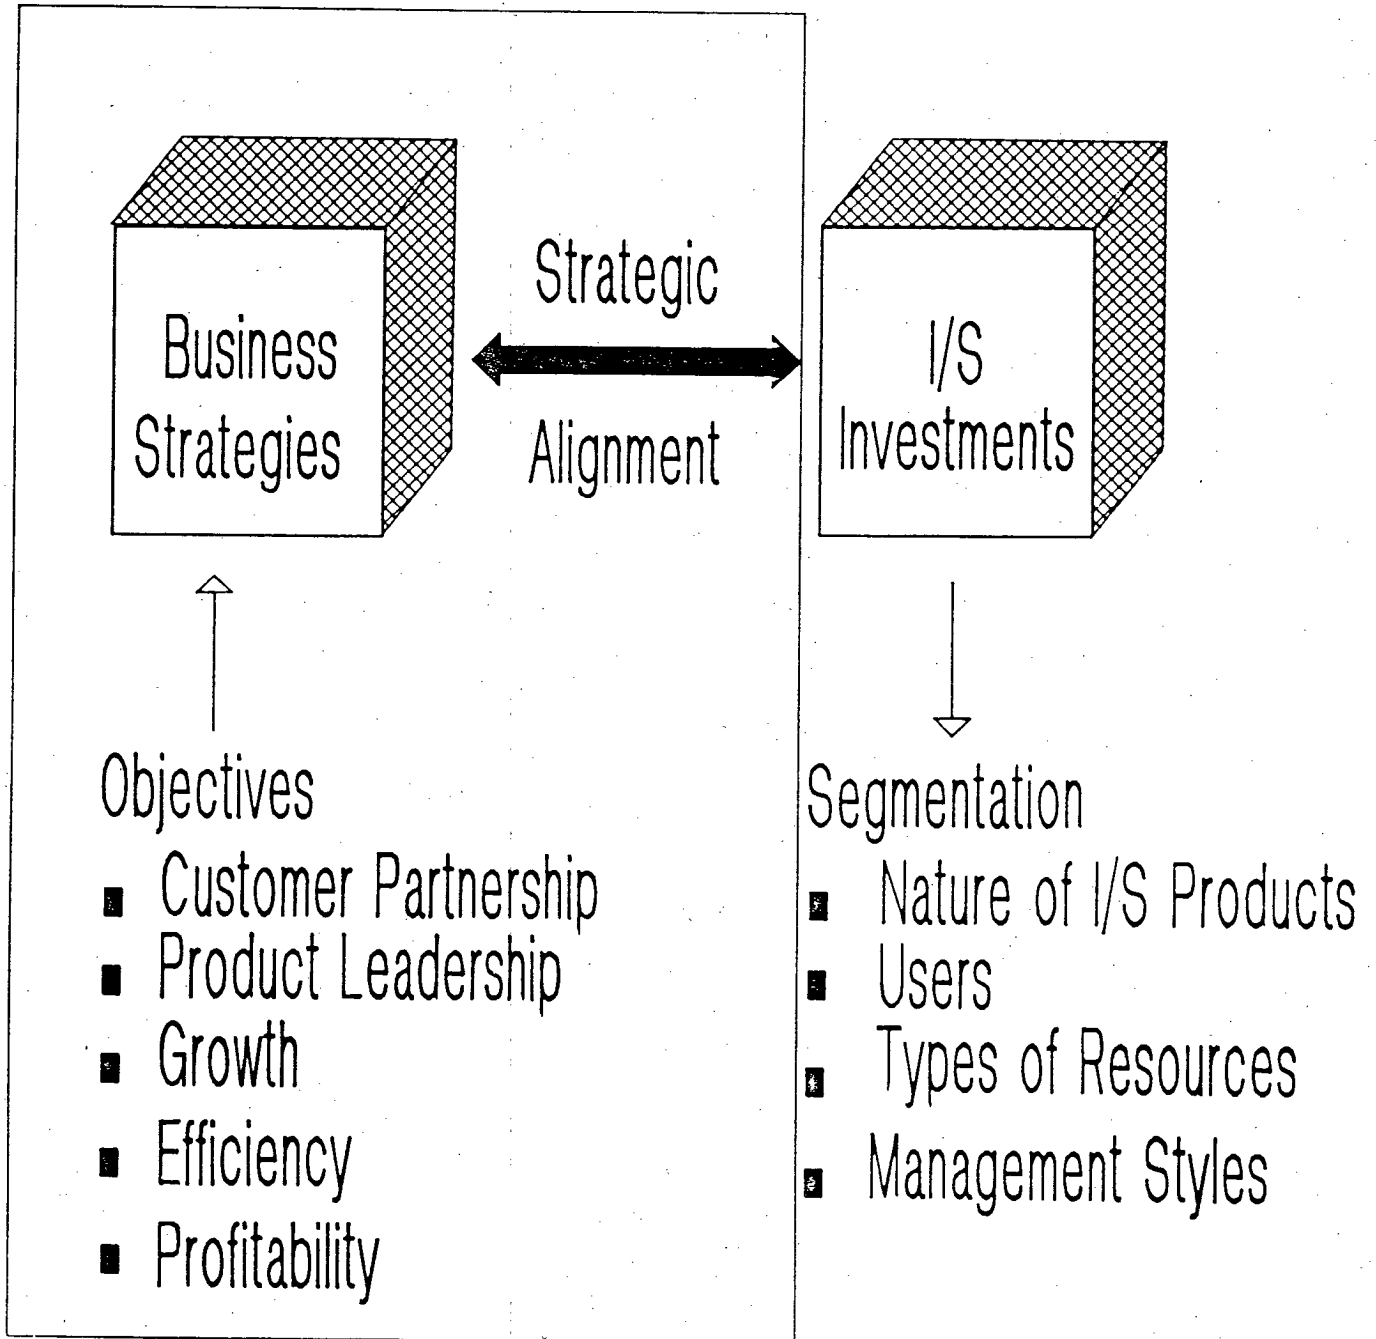 Business
Strategies
Strategic
Alignment
I/S
Investments
Objectives
Customer Partnership
Product Leadership
Growth
Efficiency
Profitability
Segmentation
Nature of I/S Products
Users
Types of Resources
Management Styles